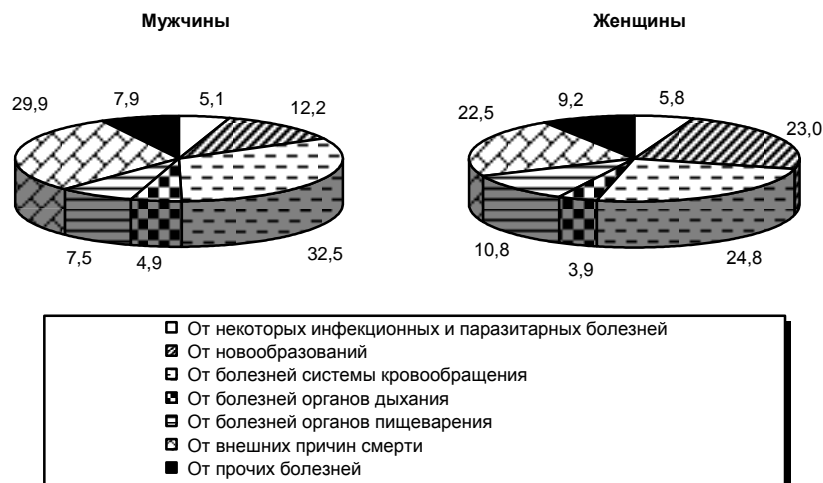 Мужчины
Женщины
29,9
7,9
5,1
12,2
32,5
4,9
7,5
22,5
9,2
5,8
23,0
24,8
3,9
10,8
От некоторых инфекционных и паразитарных болезней
От новообразований
От болезней системы кровообращения
От болезней органов дыхания
От болезней органов пищеварения
От внешних причин смерти
От прочих болезней